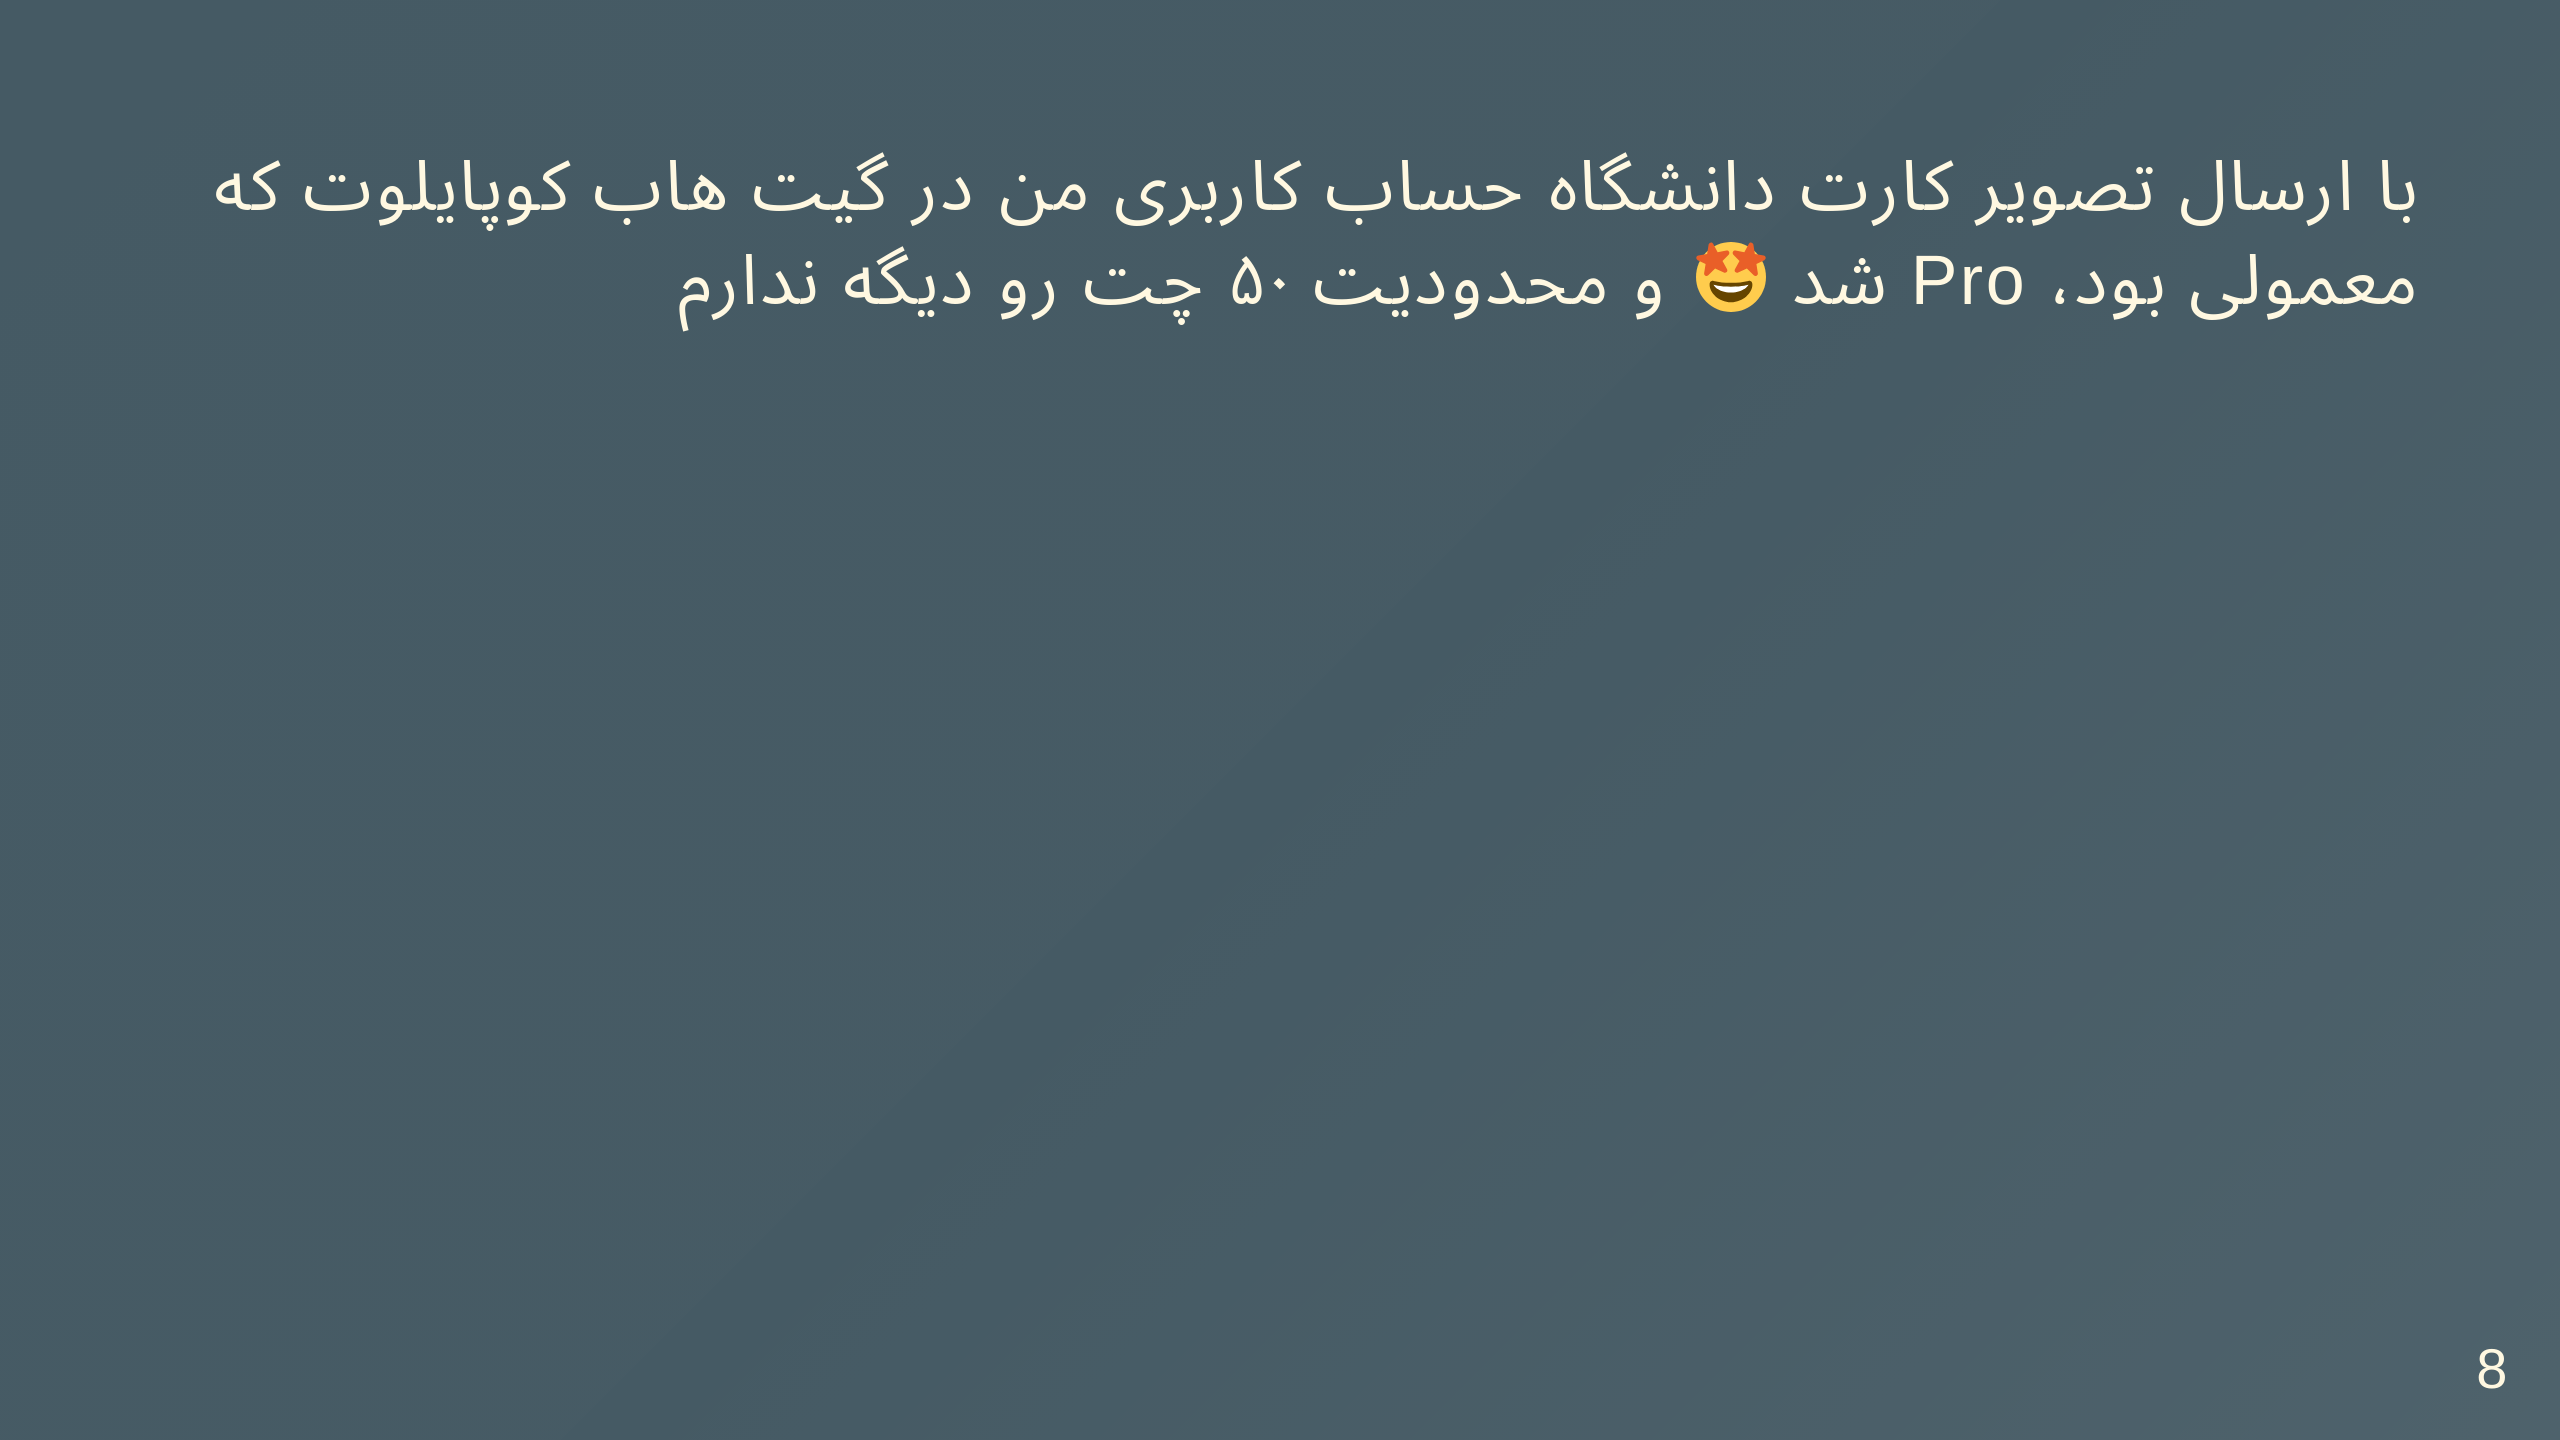 با ارسال تصویر کارت دانشگاه حساب کاربری من در گیت هاب کوپایلوت که
معمولی بود، Pro شد 🤩 و محدودیت ۵۰ چت رو دیگه ندارم
8